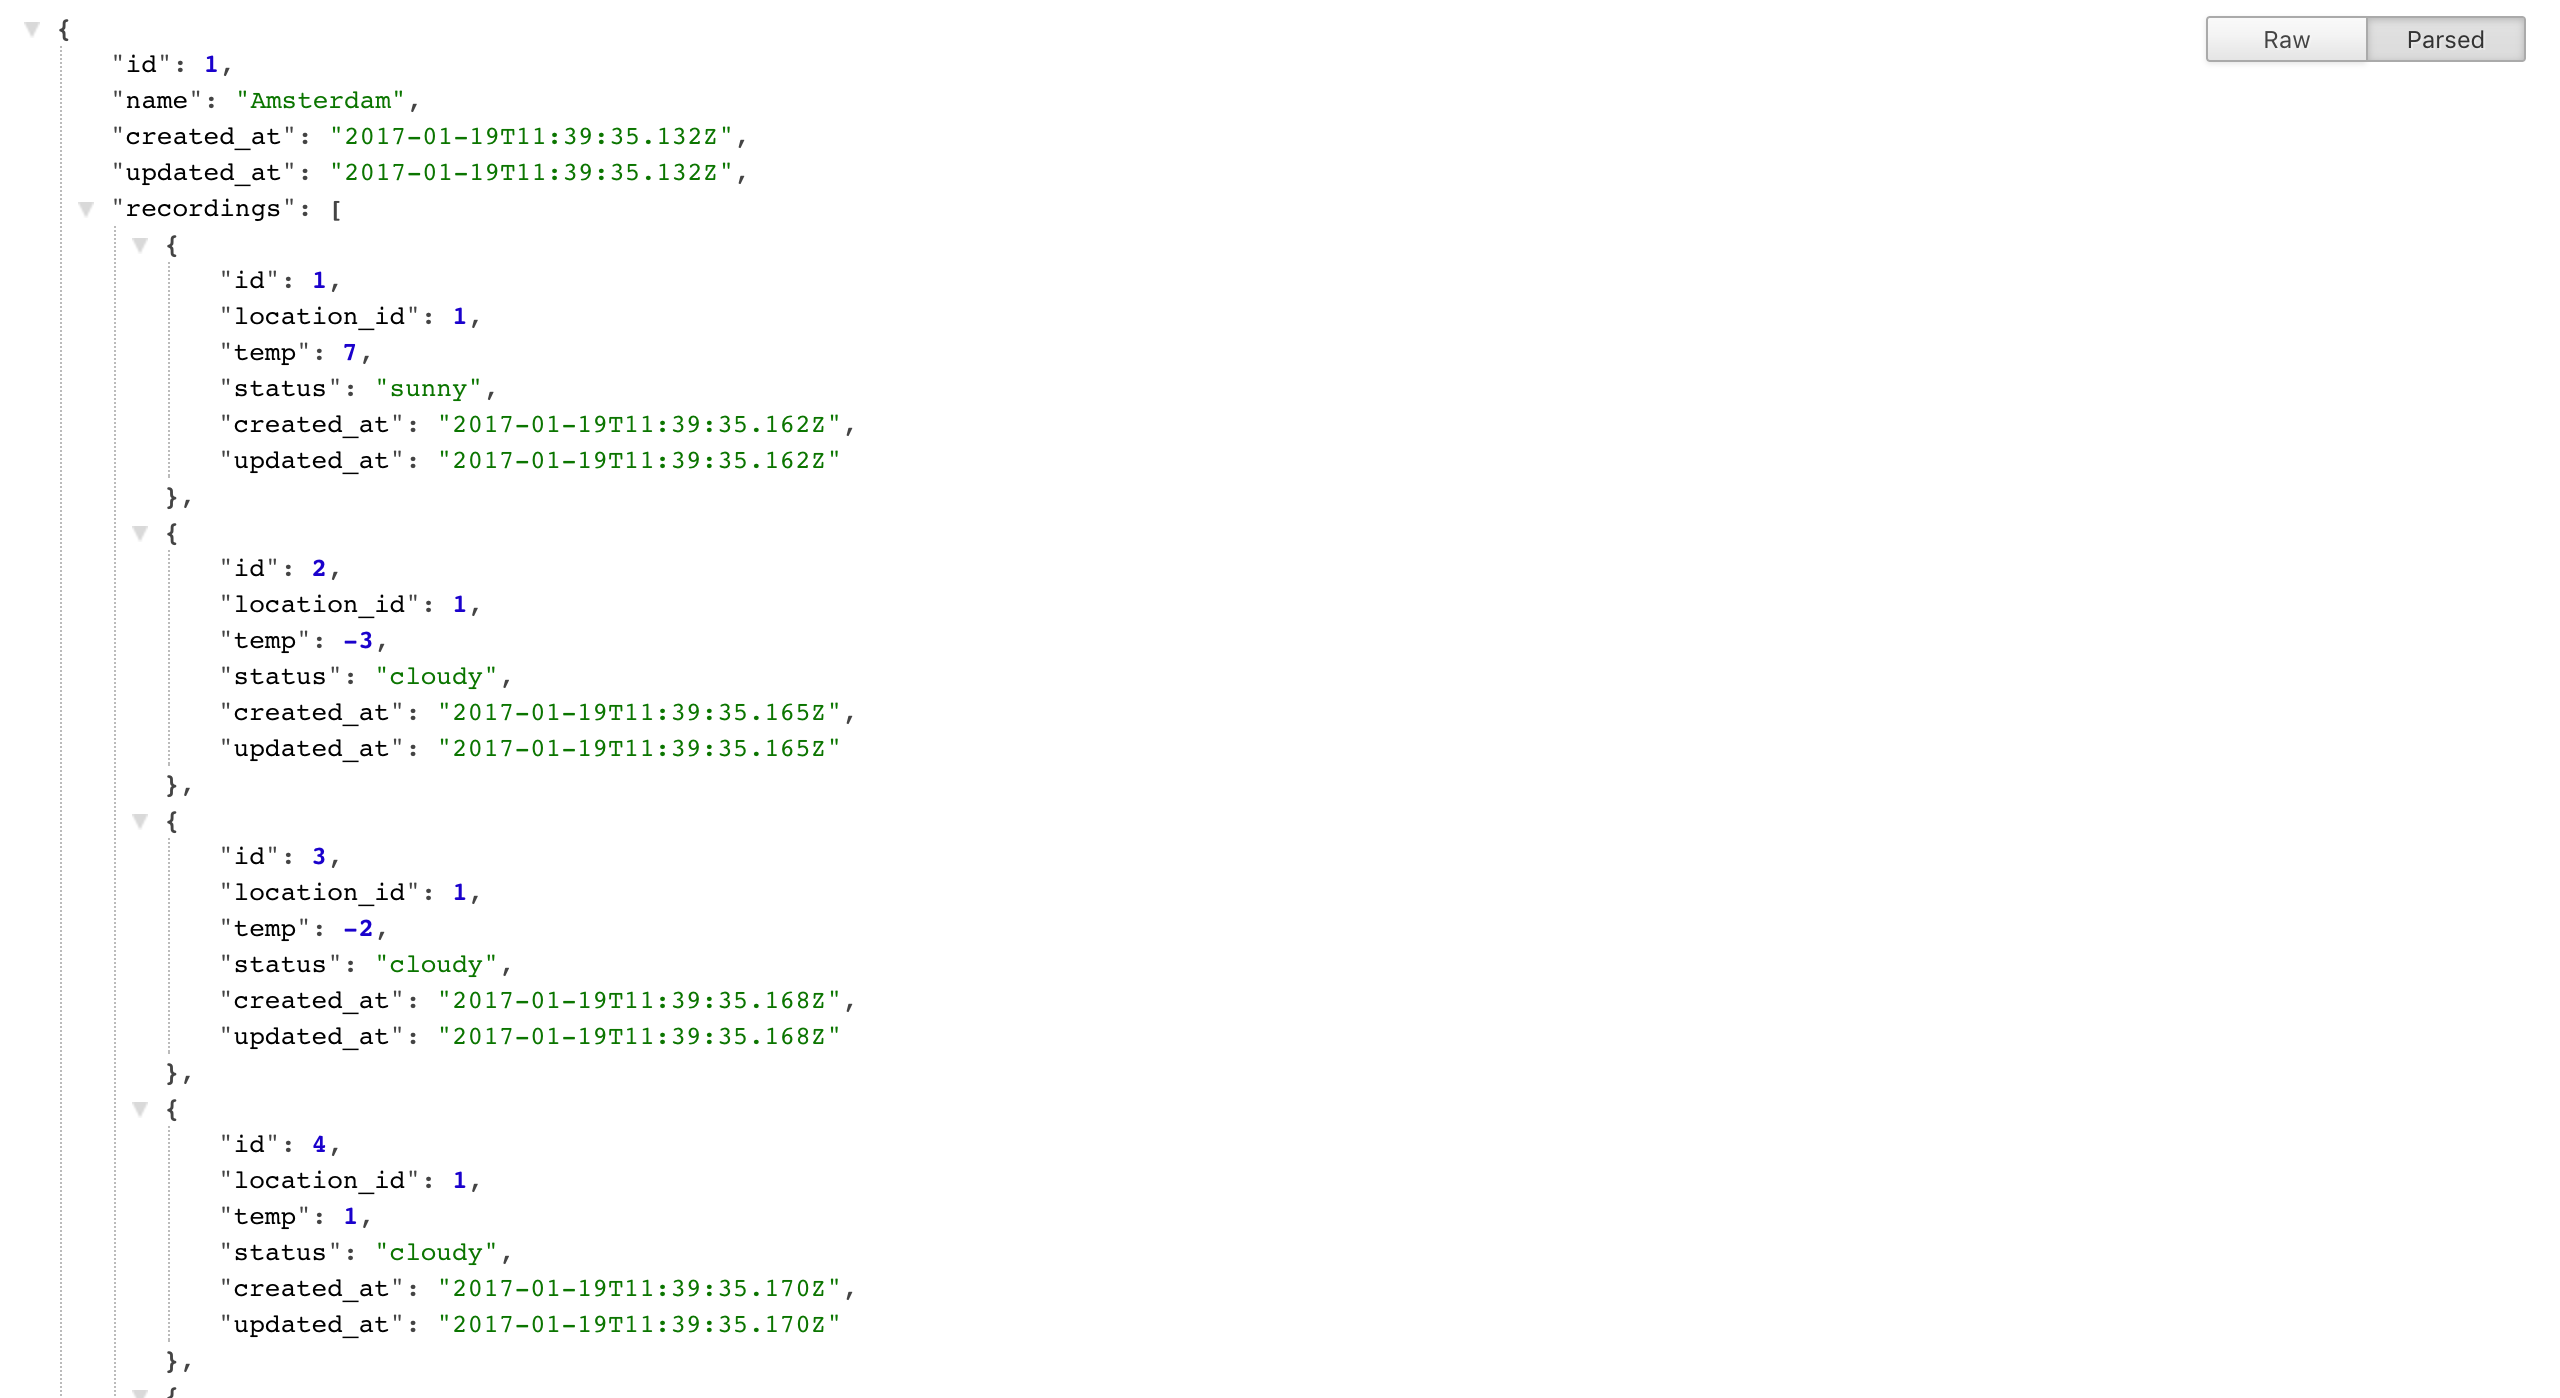 {
"id": 1,
"name": "Amsterdam",
"created_at": "2017-01-19T11:39:35.132Z",
"updated_at": "2017-01-19T11:39:35.132Z",
"recordings": [
{
"id": 1,
"location_id": 1,
"temp": 7,
"status": "sunny",
"created_at": "2017-01-19T11:39:35.162Z",
"updated_at": "2017-01-19T11:39:35.162Z"
},
{
"id": 2,
"location_id": 1,
"temp": -3,
"status": "cloudy",
"created_at": "2017-01-19T11:39:35.165Z",
"updated_at": "2017-01-19T11:39:35.165Z"
},
{
"id": 3,
"location_id": 1,
"temp": -2,
"status": "cloudy",
"created_at": "2017-01-19T11:39:35.168Z",
"updated_at": "2017-01-19T11:39:35.168Z"
},
{
"id": 4,
"location_id": 1,
"temp": 1,
"status": "cloudy",
"created_at": "2017-01-19T11:39:35.170Z",
"updated_at": "2017-01-19T11:39:35.170Z"
},
{
Raw
Parsed